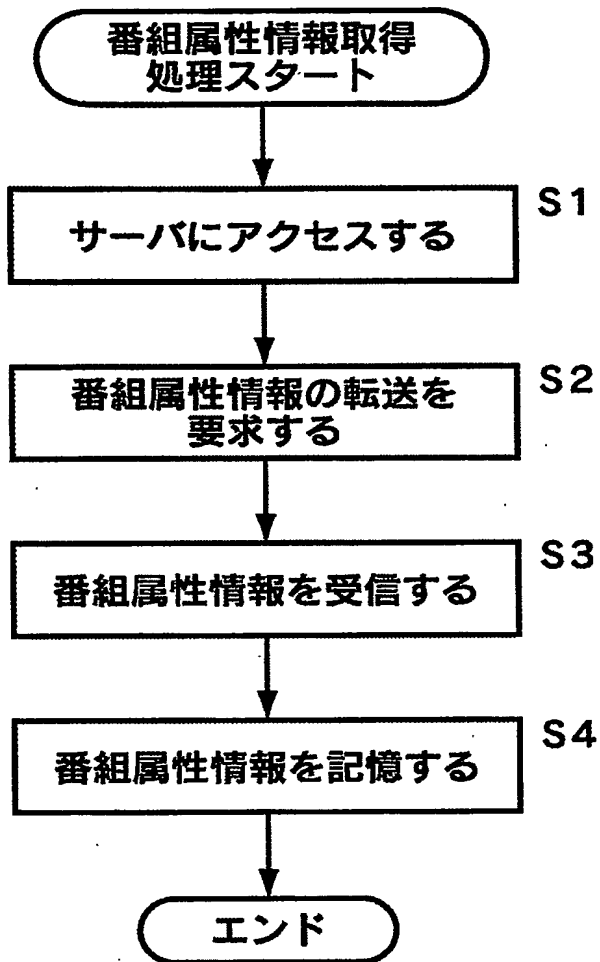 番組属性情報取得
処理スタート
S1
サーバにアクセスする
S2
番組属性情報の転送を
要求する
S3
番組属性情報を受信する
S4
番組属性情報を記憶する
エンド